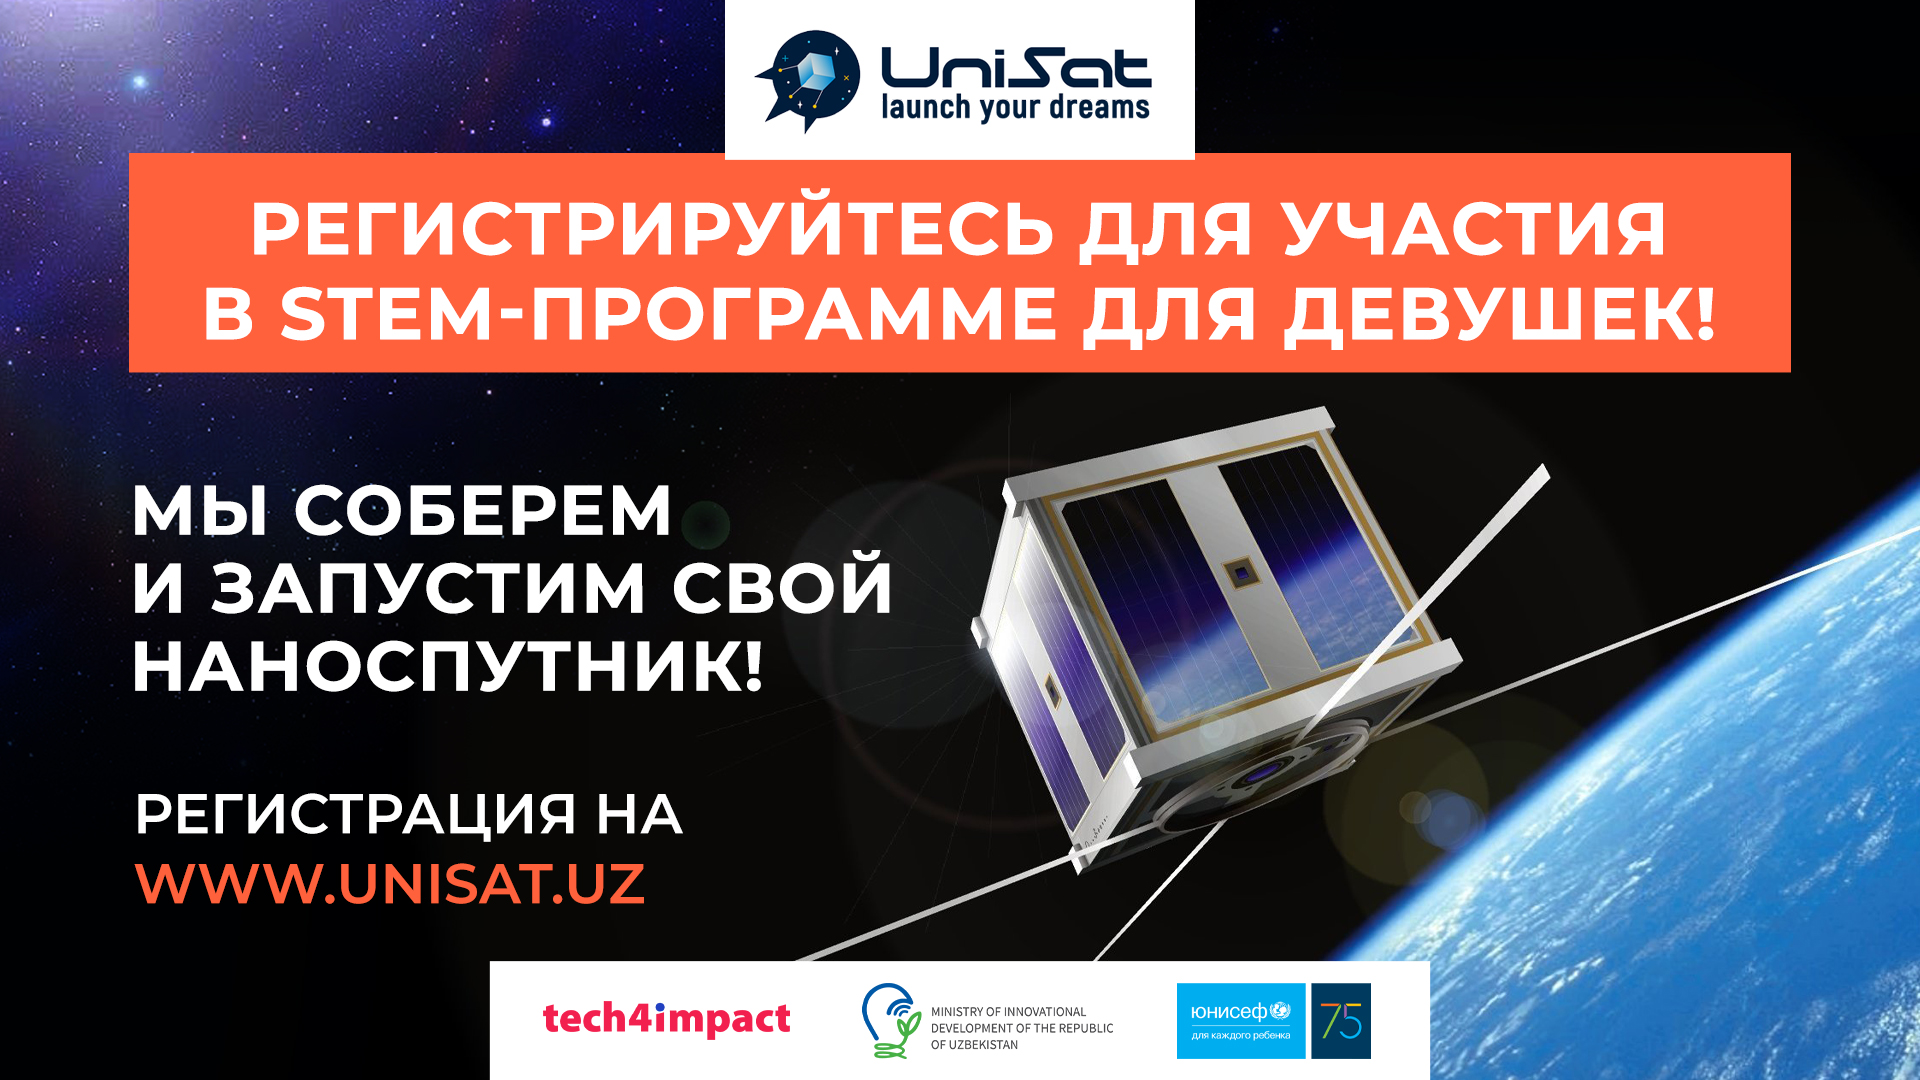 UniSat
launch your dreams
РЕГИСТРИРУЙТЕСЬ ДЛЯ УЧАСТИЯ
В STEM-ПРОГРАММЕ ДЛЯ ДЕВУШЕК!
МЫ СОБЕРЕМ
И ЗАПУСТИМ СВОЙ
НАНОСПУТНИК!
РЕГИСТРАЦИЯ НА
WWW.UNISAT.UZ
tech4impact
MINISTRY OF INNOVATIONAL
DEVELOPMENT OF THE REPUBLIC
OF UZBEKISTAN
юнисеф
для каждого ребенка
75